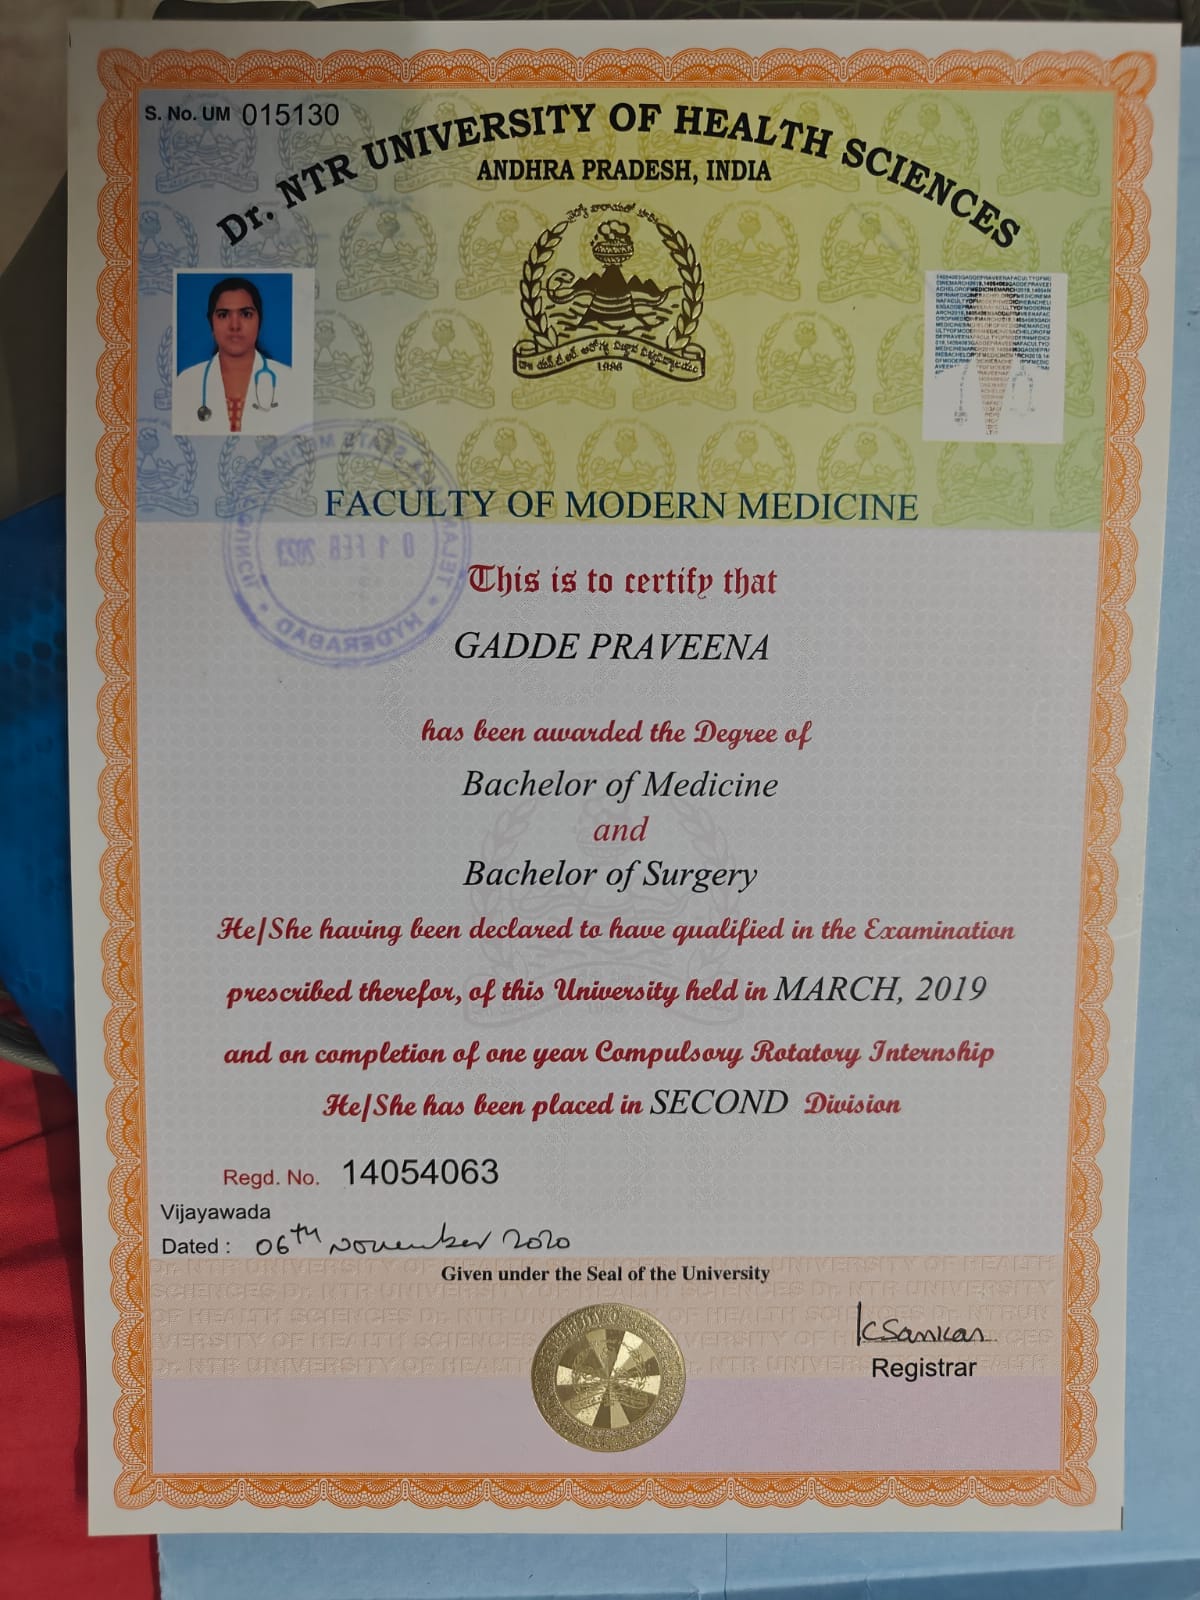 S. No. UM 015130
Dr. NTR UNIVERSITY OF HEALTH SCIENCES
ANDHRA PRADESH, INDIA
1986
FACULTY OF MODERN MEDICINE
01 FEB 2023
HYDERABAD
This is to certify that
GADDE PRAVEENA
has been awarded the Degree of
Bachelor of Medicine
and
Bachelor of Surgery
He/She having been declared to have qualified in the Examination
prescribed therefor, of this University held in MARCH, 2019
and on completion of one year Compulsory Rotatory Internship
He/She has been placed in SECOND Division
Regd. No. 14054063
Vijayawada
Dated : 06TH November 2020
Given under the Seal of the University
KSankar
Registrar